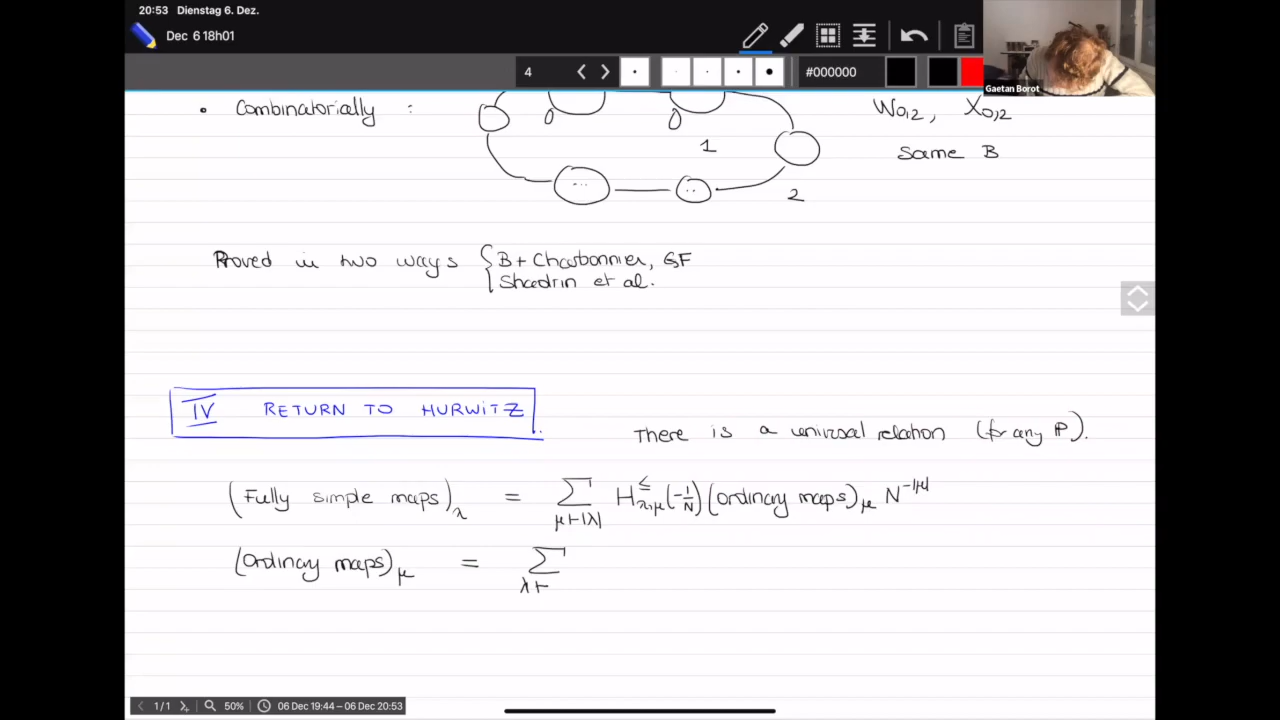 20:53 Dienstag 6. Dez.
Dec 6 18h01
4
#000000
Gaetan Borot
• Combinatorially :
1
2
W₀,₂ , X₀,₂
Same B
Proved in two ways { B + Charbonnier, GF
Shadrin et al.
IV RETURN TO HURWITZ
There is a universal relation (for any ℙ).
(Fully simple maps)_λ = ∑_{μ⊢|λ|} H^≤_{λ,μ}(-1/N) (ordinary maps)_μ N^{-|μ|}
(Ordinary maps)_μ = ∑_{λ⊢}
1/1 50% 06 Dec 19:44 – 06 Dec 20:53